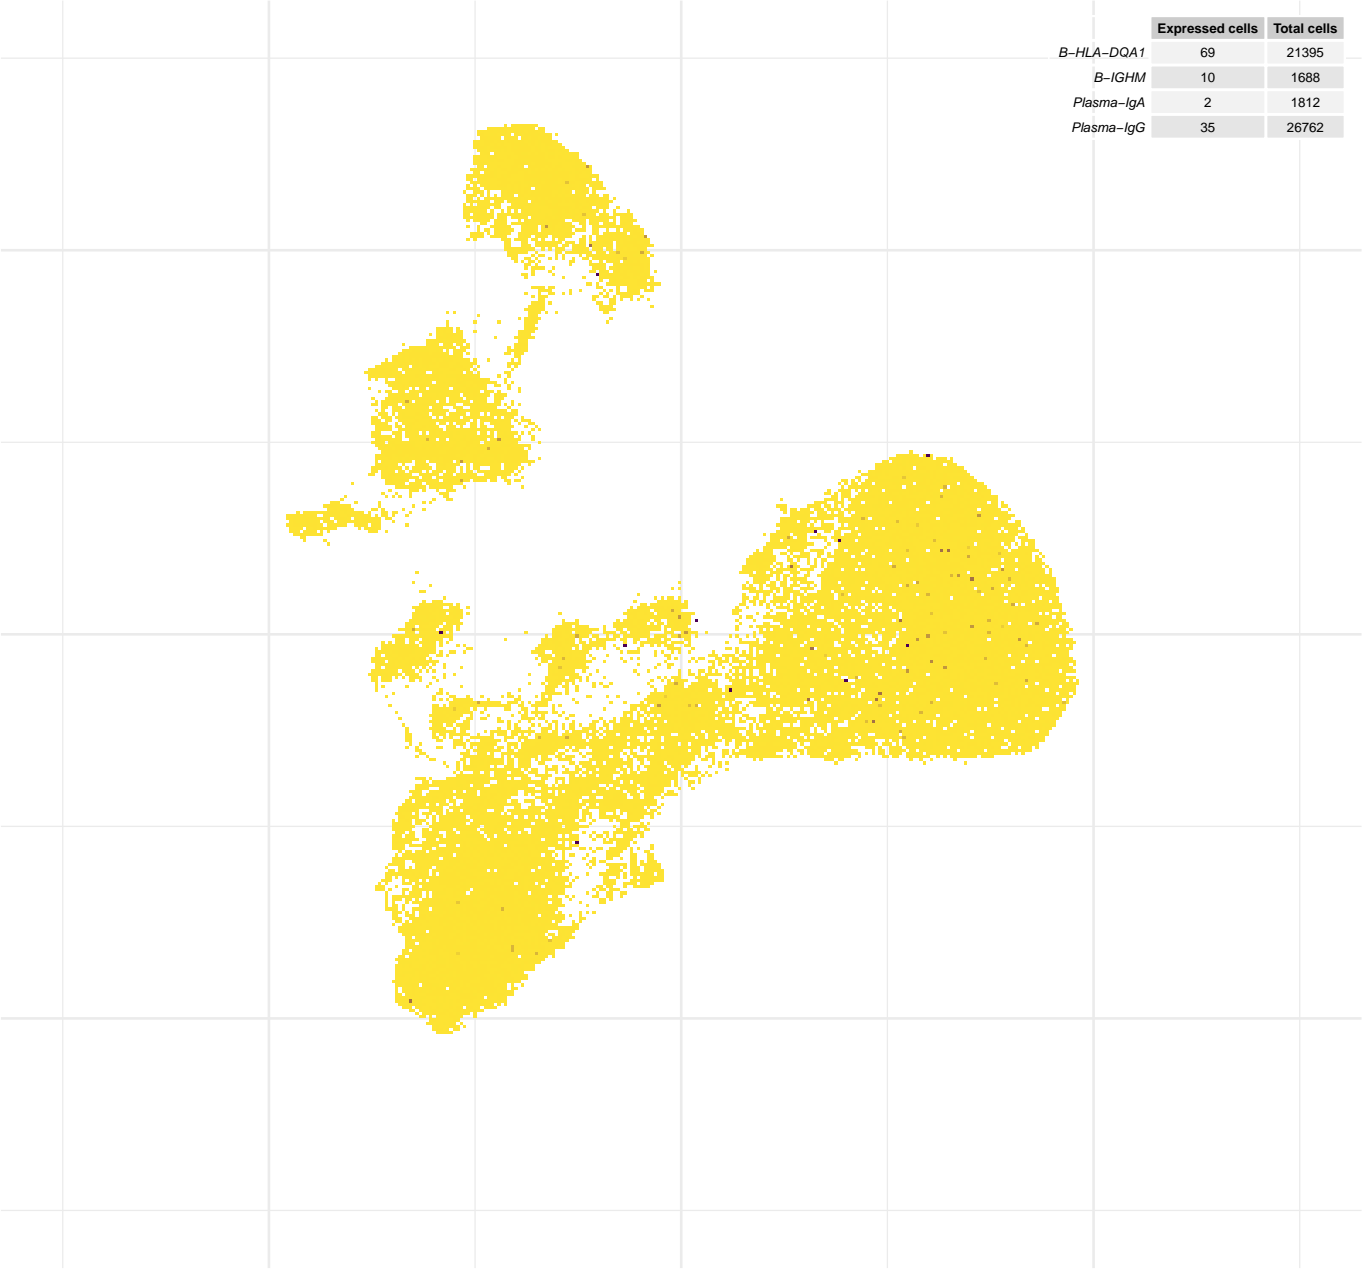 Expressed cells Total cells
B−HLA−DQA1 69 21395
B−IGHM 10 1688
Plasma−IgA 2 1812
Plasma−IgG 35 26762